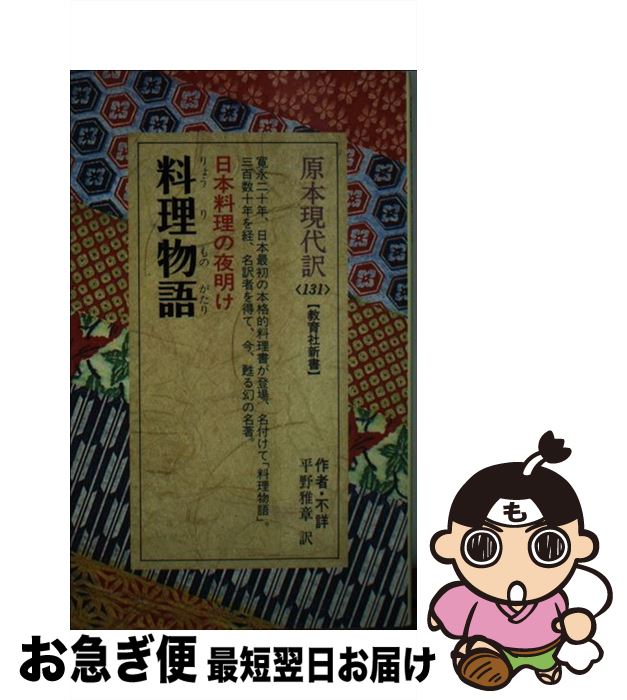 原本現代訳〈131〉【教育社新書】
寛永二十年、日本最初の本格的料理書が登場、名付けて「料理物語」。
三百数十年を経、名訳者を得て、今、甦る幻の名著。
日本料理の夜明け
りょうりものがたり
料理物語
作者・不詳
平野雅章 訳
も
お急ぎ便 最短翌日お届け